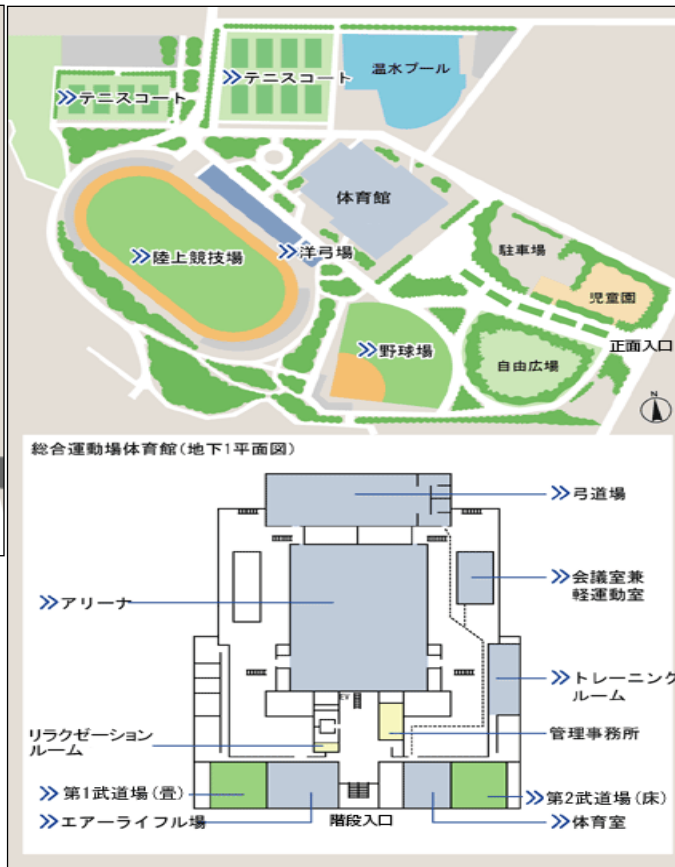 ≫テニスコート
≫テニスコート
温水プール
体育館
≫陸上競技場
≫洋弓場
駐車場
児童園
≫野球場
正面入口
自由広場
N
総合運動場体育館(地下1平面図)
≫弓道場
≫会議室兼
軽運動室
≫アリーナ
≫トレーニング
ルーム
EV
リラクゼーション
ルーム
管理事務所
≫第1武道場(畳)
≫第2武道場(床)
≫エアーライフル場
階段入口
≫体育室